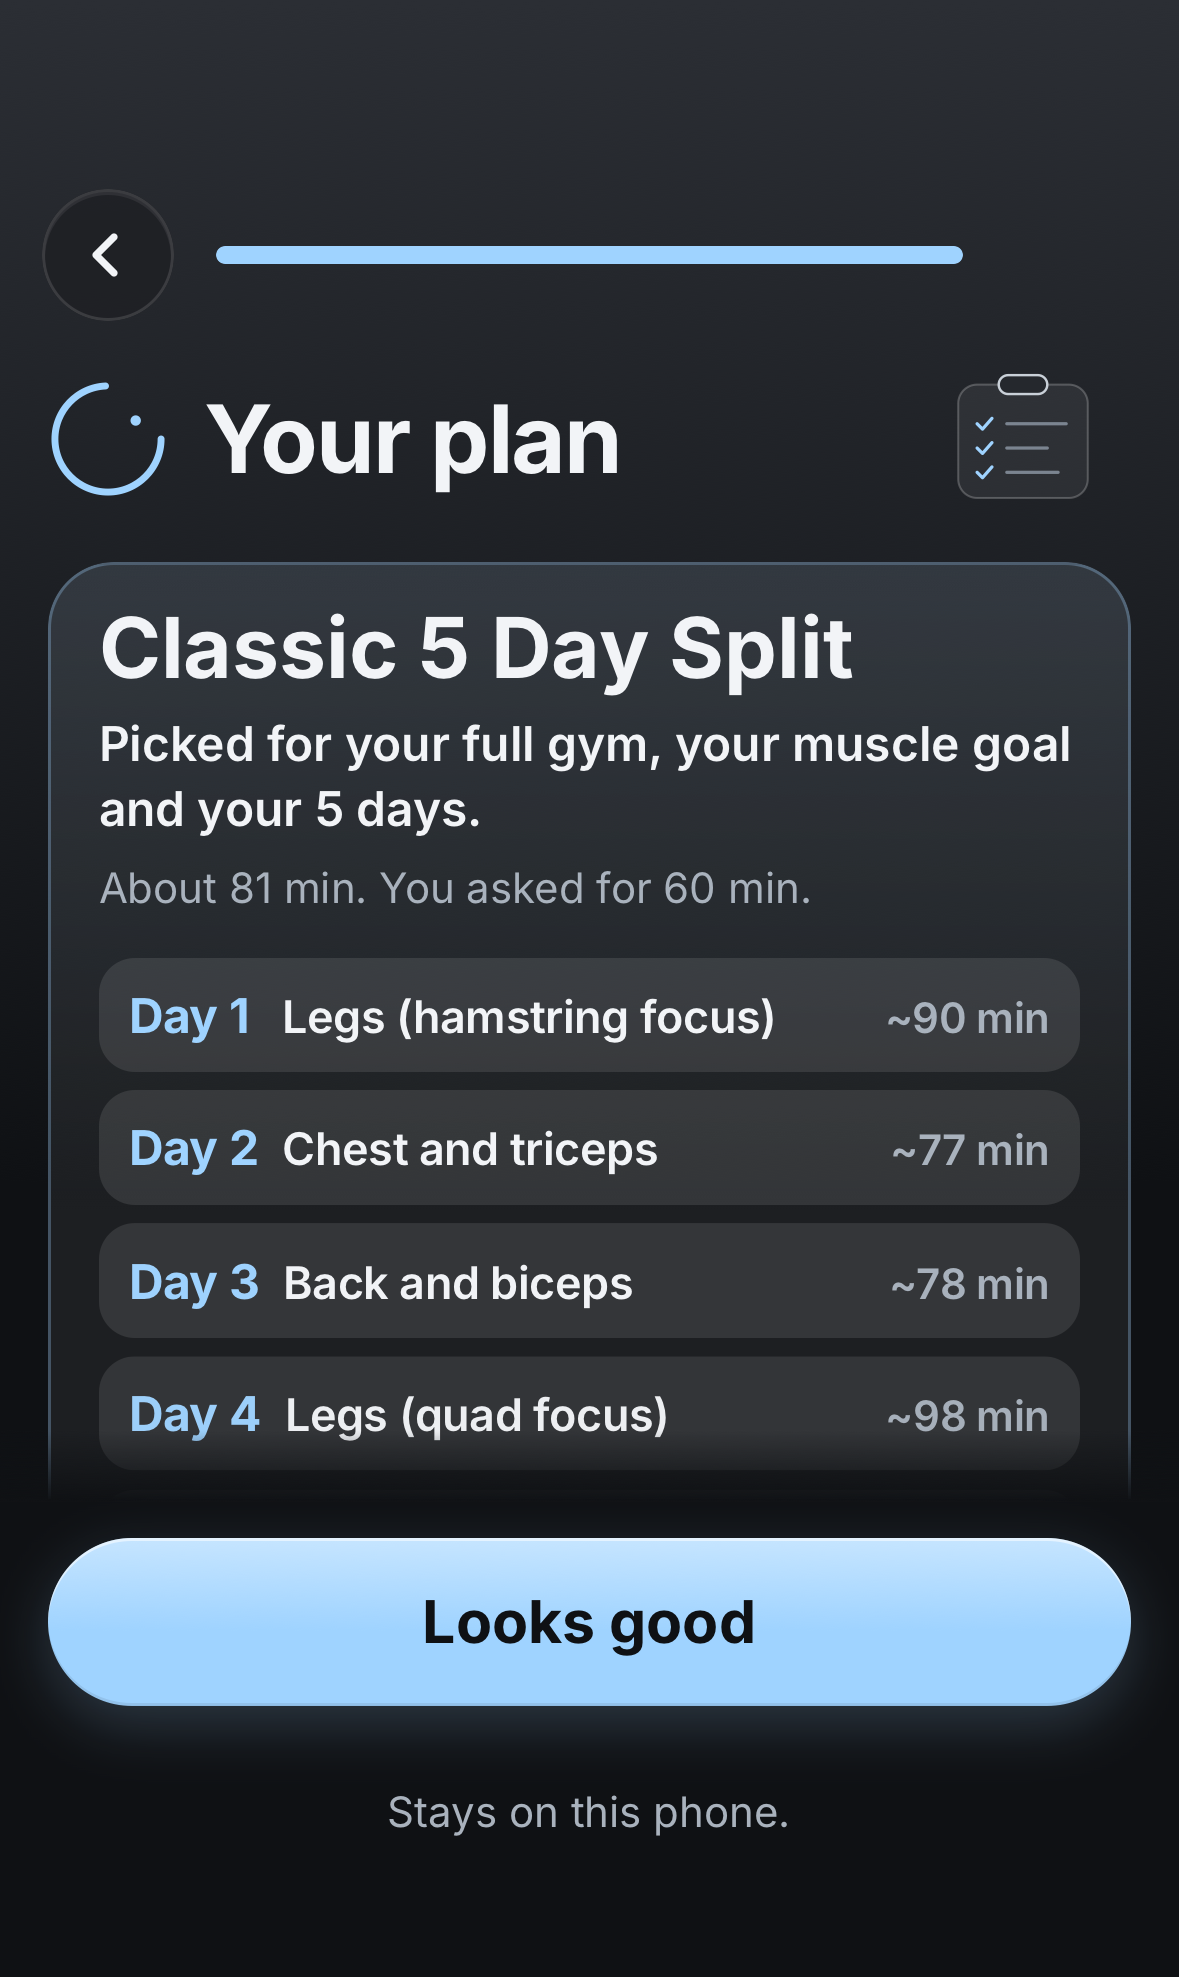 Your plan
Classic 5 Day Split
Picked for your full gym, your muscle goal
and your 5 days.
About 81 min. You asked for 60 min.
Day 1 Legs (hamstring focus) ~90 min
Day 2 Chest and triceps ~77 min
Day 3 Back and biceps ~78 min
Day 4 Legs (quad focus) ~98 min
Looks good
Stays on this phone.